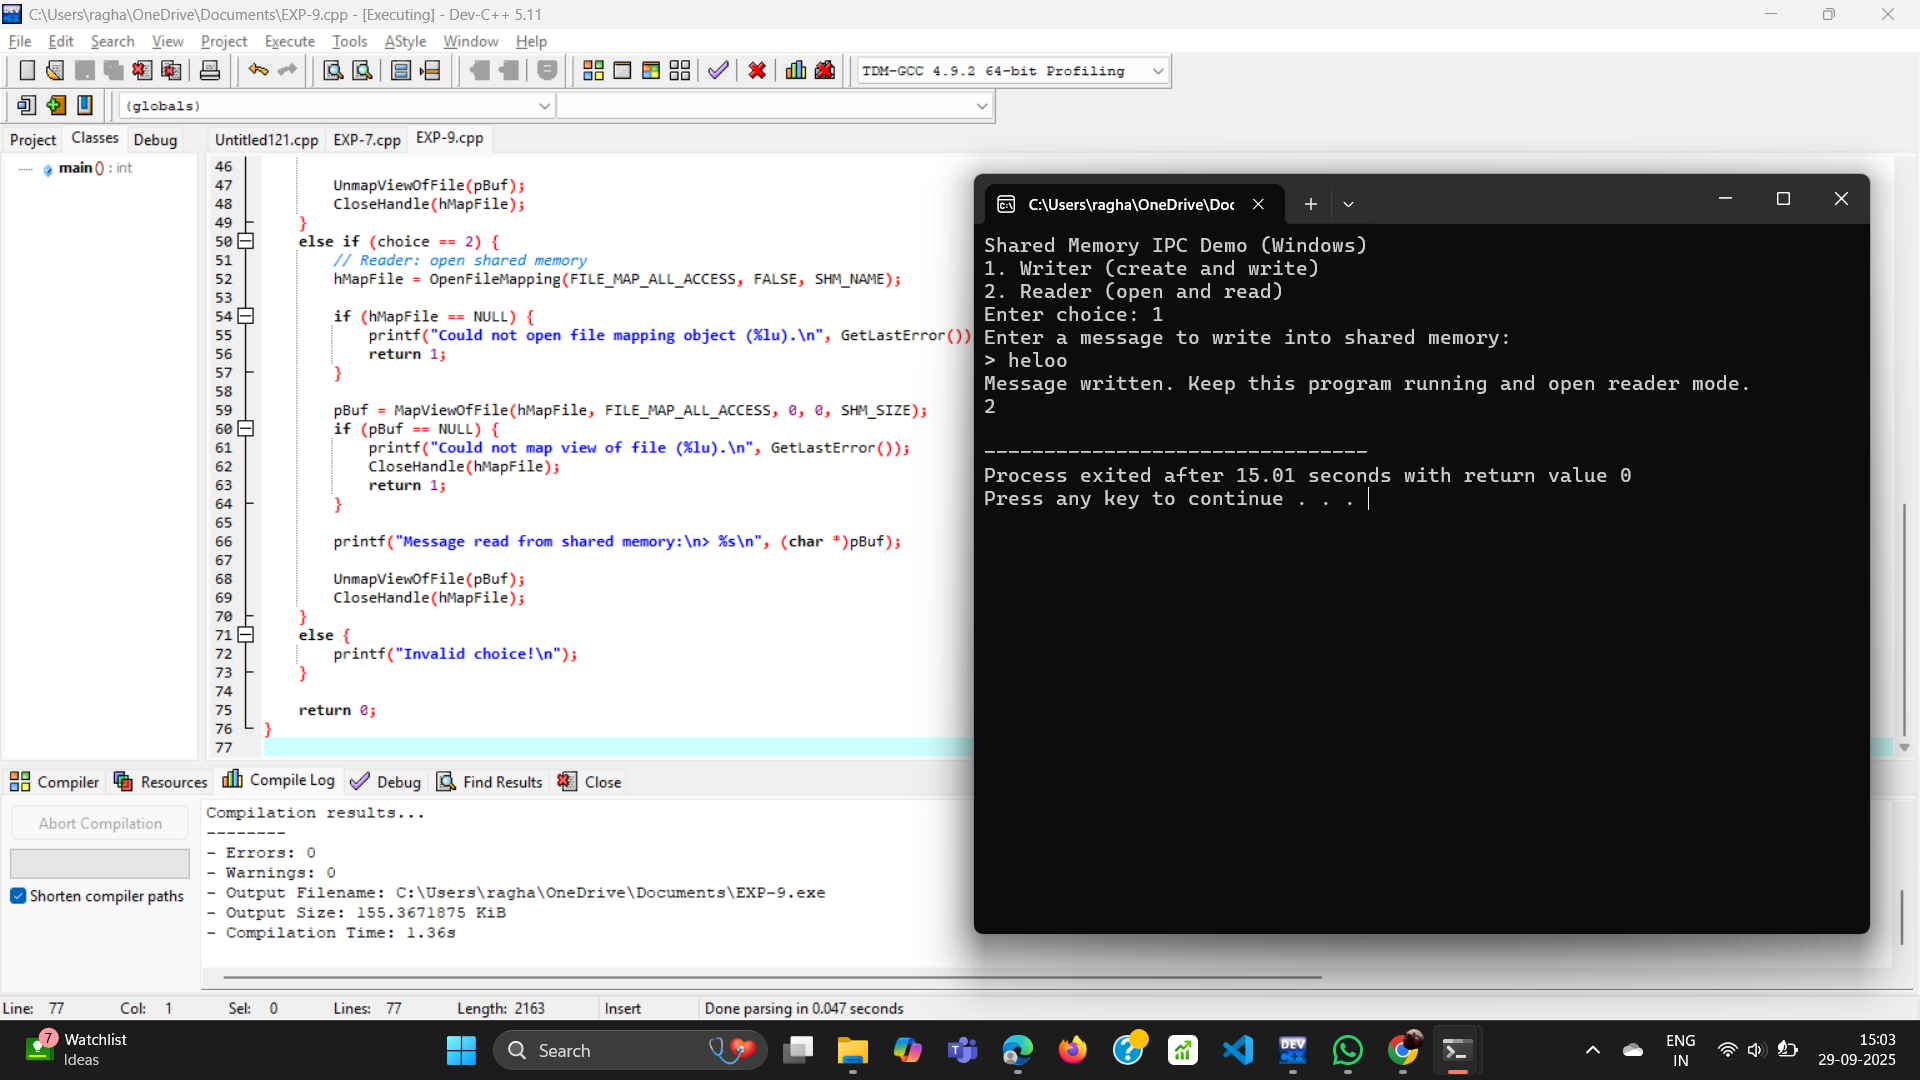 C:\Users\ragha\OneDrive\Documents\EXP-9.cpp - [Executing] - Dev-C++ 5.11
File Edit Search View Project Execute Tools AStyle Window Help
TDM-GCC 4.9.2 64-bit Profiling
(globals)
Project Classes Debug
Untitled121.cpp EXP-7.cpp EXP-9.cpp
main () : int
46
47 UnmapViewOfFile(pBuf);
48 CloseHandle(hMapFile);
49 }
50 else if (choice == 2) {
51 // Reader: open shared memory
52 hMapFile = OpenFileMapping(FILE_MAP_ALL_ACCESS, FALSE, SHM_NAME);
53
54 if (hMapFile == NULL) {
55 printf("Could not open file mapping object (%lu).\n", GetLastError())
56 return 1;
57 }
58
59 pBuf = MapViewOfFile(hMapFile, FILE_MAP_ALL_ACCESS, 0, 0, SHM_SIZE);
60 if (pBuf == NULL) {
61 printf("Could not map view of file (%lu).\n", GetLastError());
62 CloseHandle(hMapFile);
63 return 1;
64 }
65
66 printf("Message read from shared memory:\n> %s\n", (char *)pBuf);
67
68 UnmapViewOfFile(pBuf);
69 CloseHandle(hMapFile);
70 }
71 else {
72 printf("Invalid choice!\n");
73 }
74
75 return 0;
76 }
77
C:\Users\ragha\OneDrive\Doc
Shared Memory IPC Demo (Windows)
1. Writer (create and write)
2. Reader (open and read)
Enter choice: 1
Enter a message to write into shared memory:
> heloo
Message written. Keep this program running and open reader mode.
2
--------------------------------
Process exited after 15.01 seconds with return value 0
Press any key to continue . . .
Compiler Resources Compile Log Debug Find Results Close
Abort Compilation
Shorten compiler paths
Compilation results...
--------
- Errors: 0
- Warnings: 0
- Output Filename: C:\Users\ragha\OneDrive\Documents\EXP-9.exe
- Output Size: 155.3671875 KiB
- Compilation Time: 1.36s
Line: 77 Col: 1 Sel: 0 Lines: 77 Length: 2163 Insert Done parsing in 0.047 seconds
7
Watchlist
Ideas
Search
DEV
C++
ENG
IN
15:03
29-09-2025